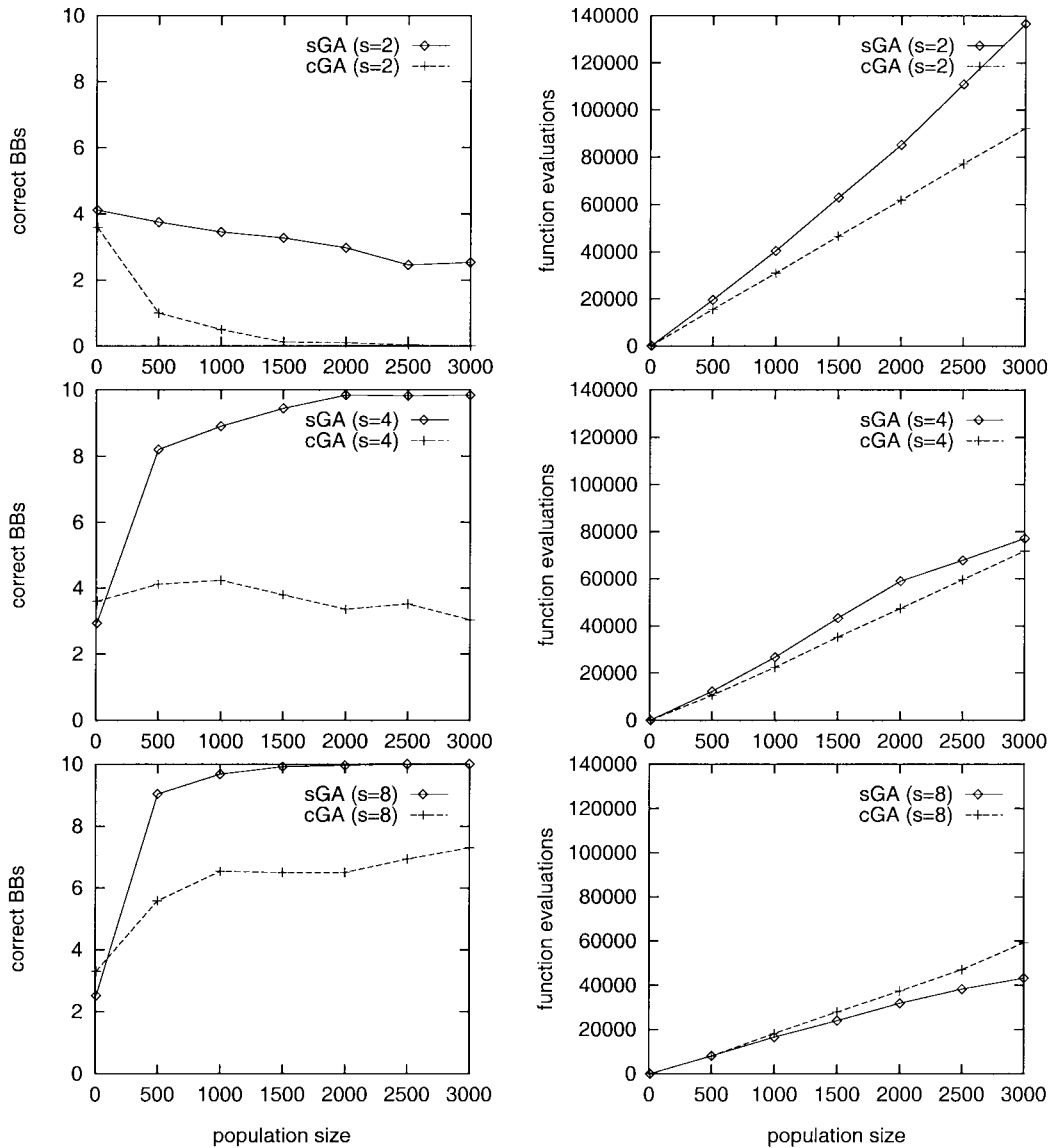 10
8
6
4
2
0
correct BBs
sGA (s=2)
cGA (s=2)
0 500 1000 1500 2000 2500 3000
140000
120000
100000
80000
60000
40000
20000
0
function evaluations
sGA (s=2)
cGA (s=2)
0 500 1000 1500 2000 2500 3000
10
8
6
4
2
0
correct BBs
sGA (s=4)
cGA (s=4)
0 500 1000 1500 2000 2500 3000
140000
120000
100000
80000
60000
40000
20000
0
function evaluations
sGA (s=4)
cGA (s=4)
0 500 1000 1500 2000 2500 3000
10
8
6
4
2
0
correct BBs
sGA (s=8)
cGA (s=8)
0 500 1000 1500 2000 2500 3000
population size
140000
120000
100000
80000
60000
40000
20000
0
function evaluations
sGA (s=8)
cGA (s=8)
0 500 1000 1500 2000 2500 3000
population size